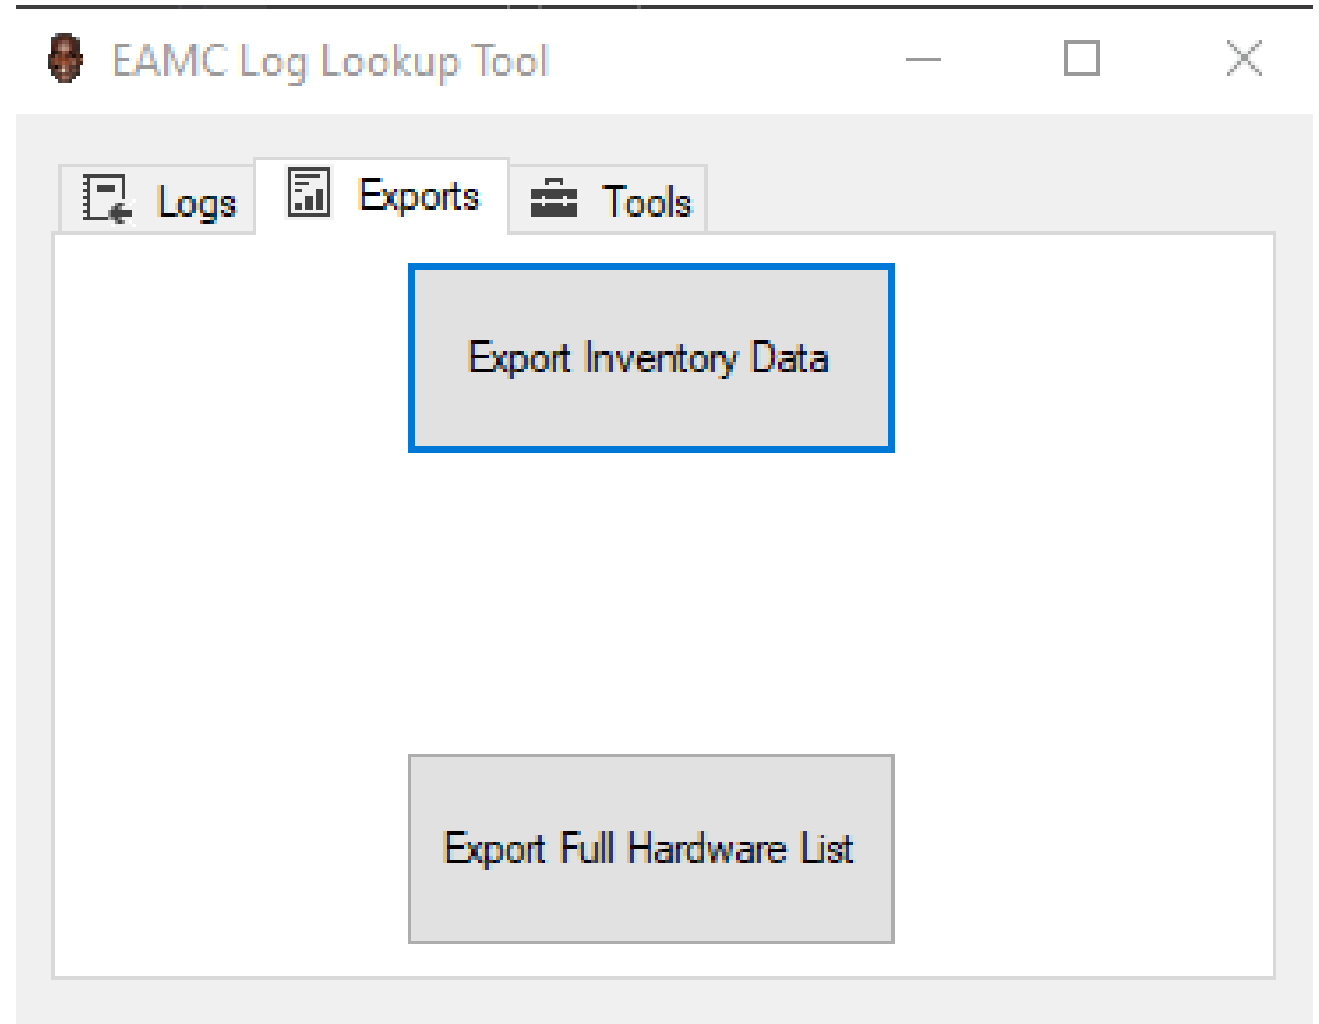 EAMC Log Lookup Tool
Logs
Exports
Tools
Export Inventory Data
Export Full Hardware List